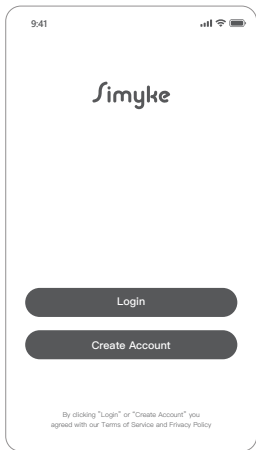 9:41
Simyke
Login
Create Account
By clicking "Login" or "Create Account" you
agreed with our Terms of Service and Frivacy Policy